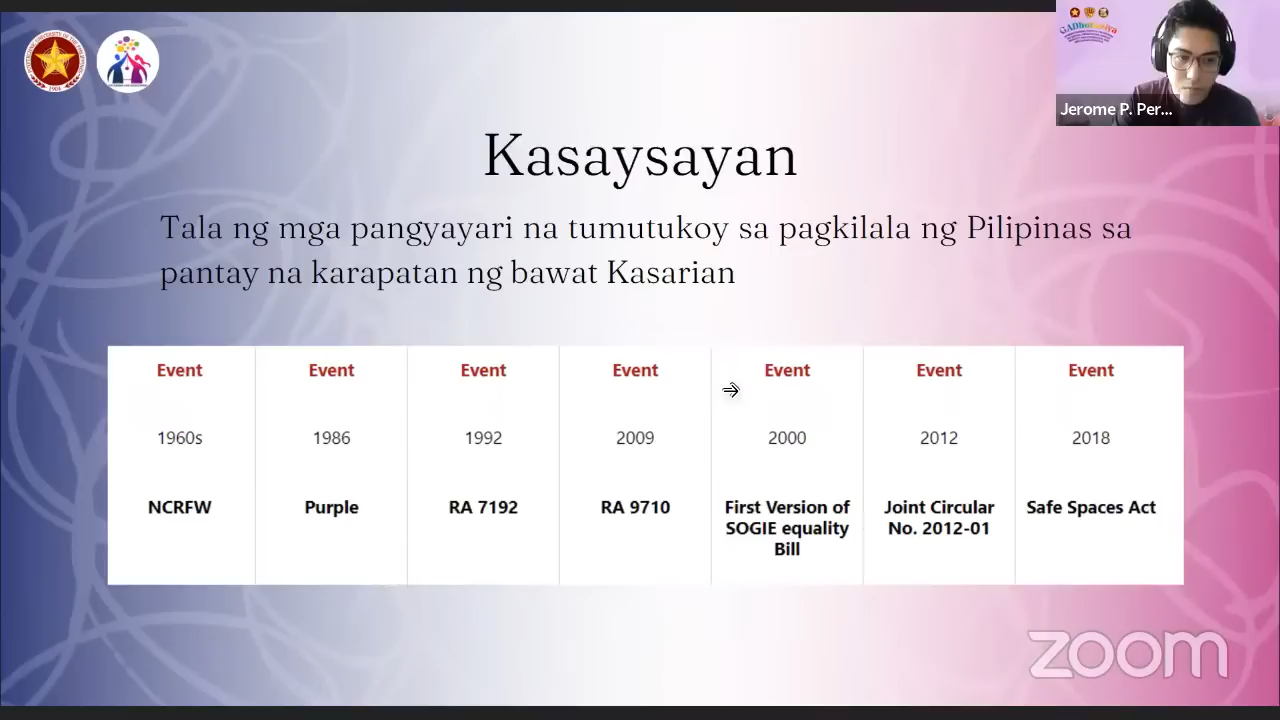 Jerome P. Per...
Kasaysayan
Tala ng mga pangyayari na tumutukoy sa pagkilala ng Pilipinas sa
pantay na karapatan ng bawat Kasarian
Event Event Event Event Event Event Event
1960s 1986 1992 2009 2000 2012 2018
NCRFW Purple RA 7192 RA 9710 First Version of Joint Circular Safe Spaces Act
SOGIE equality No. 2012-01
Bill
zoom